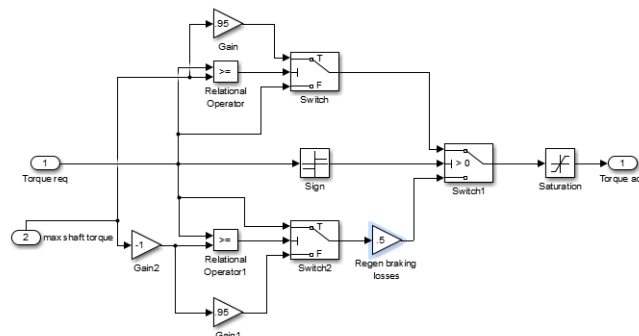 .95
Gain
>=
Relational
Operator
T
F
Switch
1
Torque req
Sign
> 0
Switch1
Saturation
1
Torque ac
2
max shaft torque
-1
Gain2
>=
Relational
Operator1
T
F
Switch2
.5
Regen braking
losses
.95
Gain1